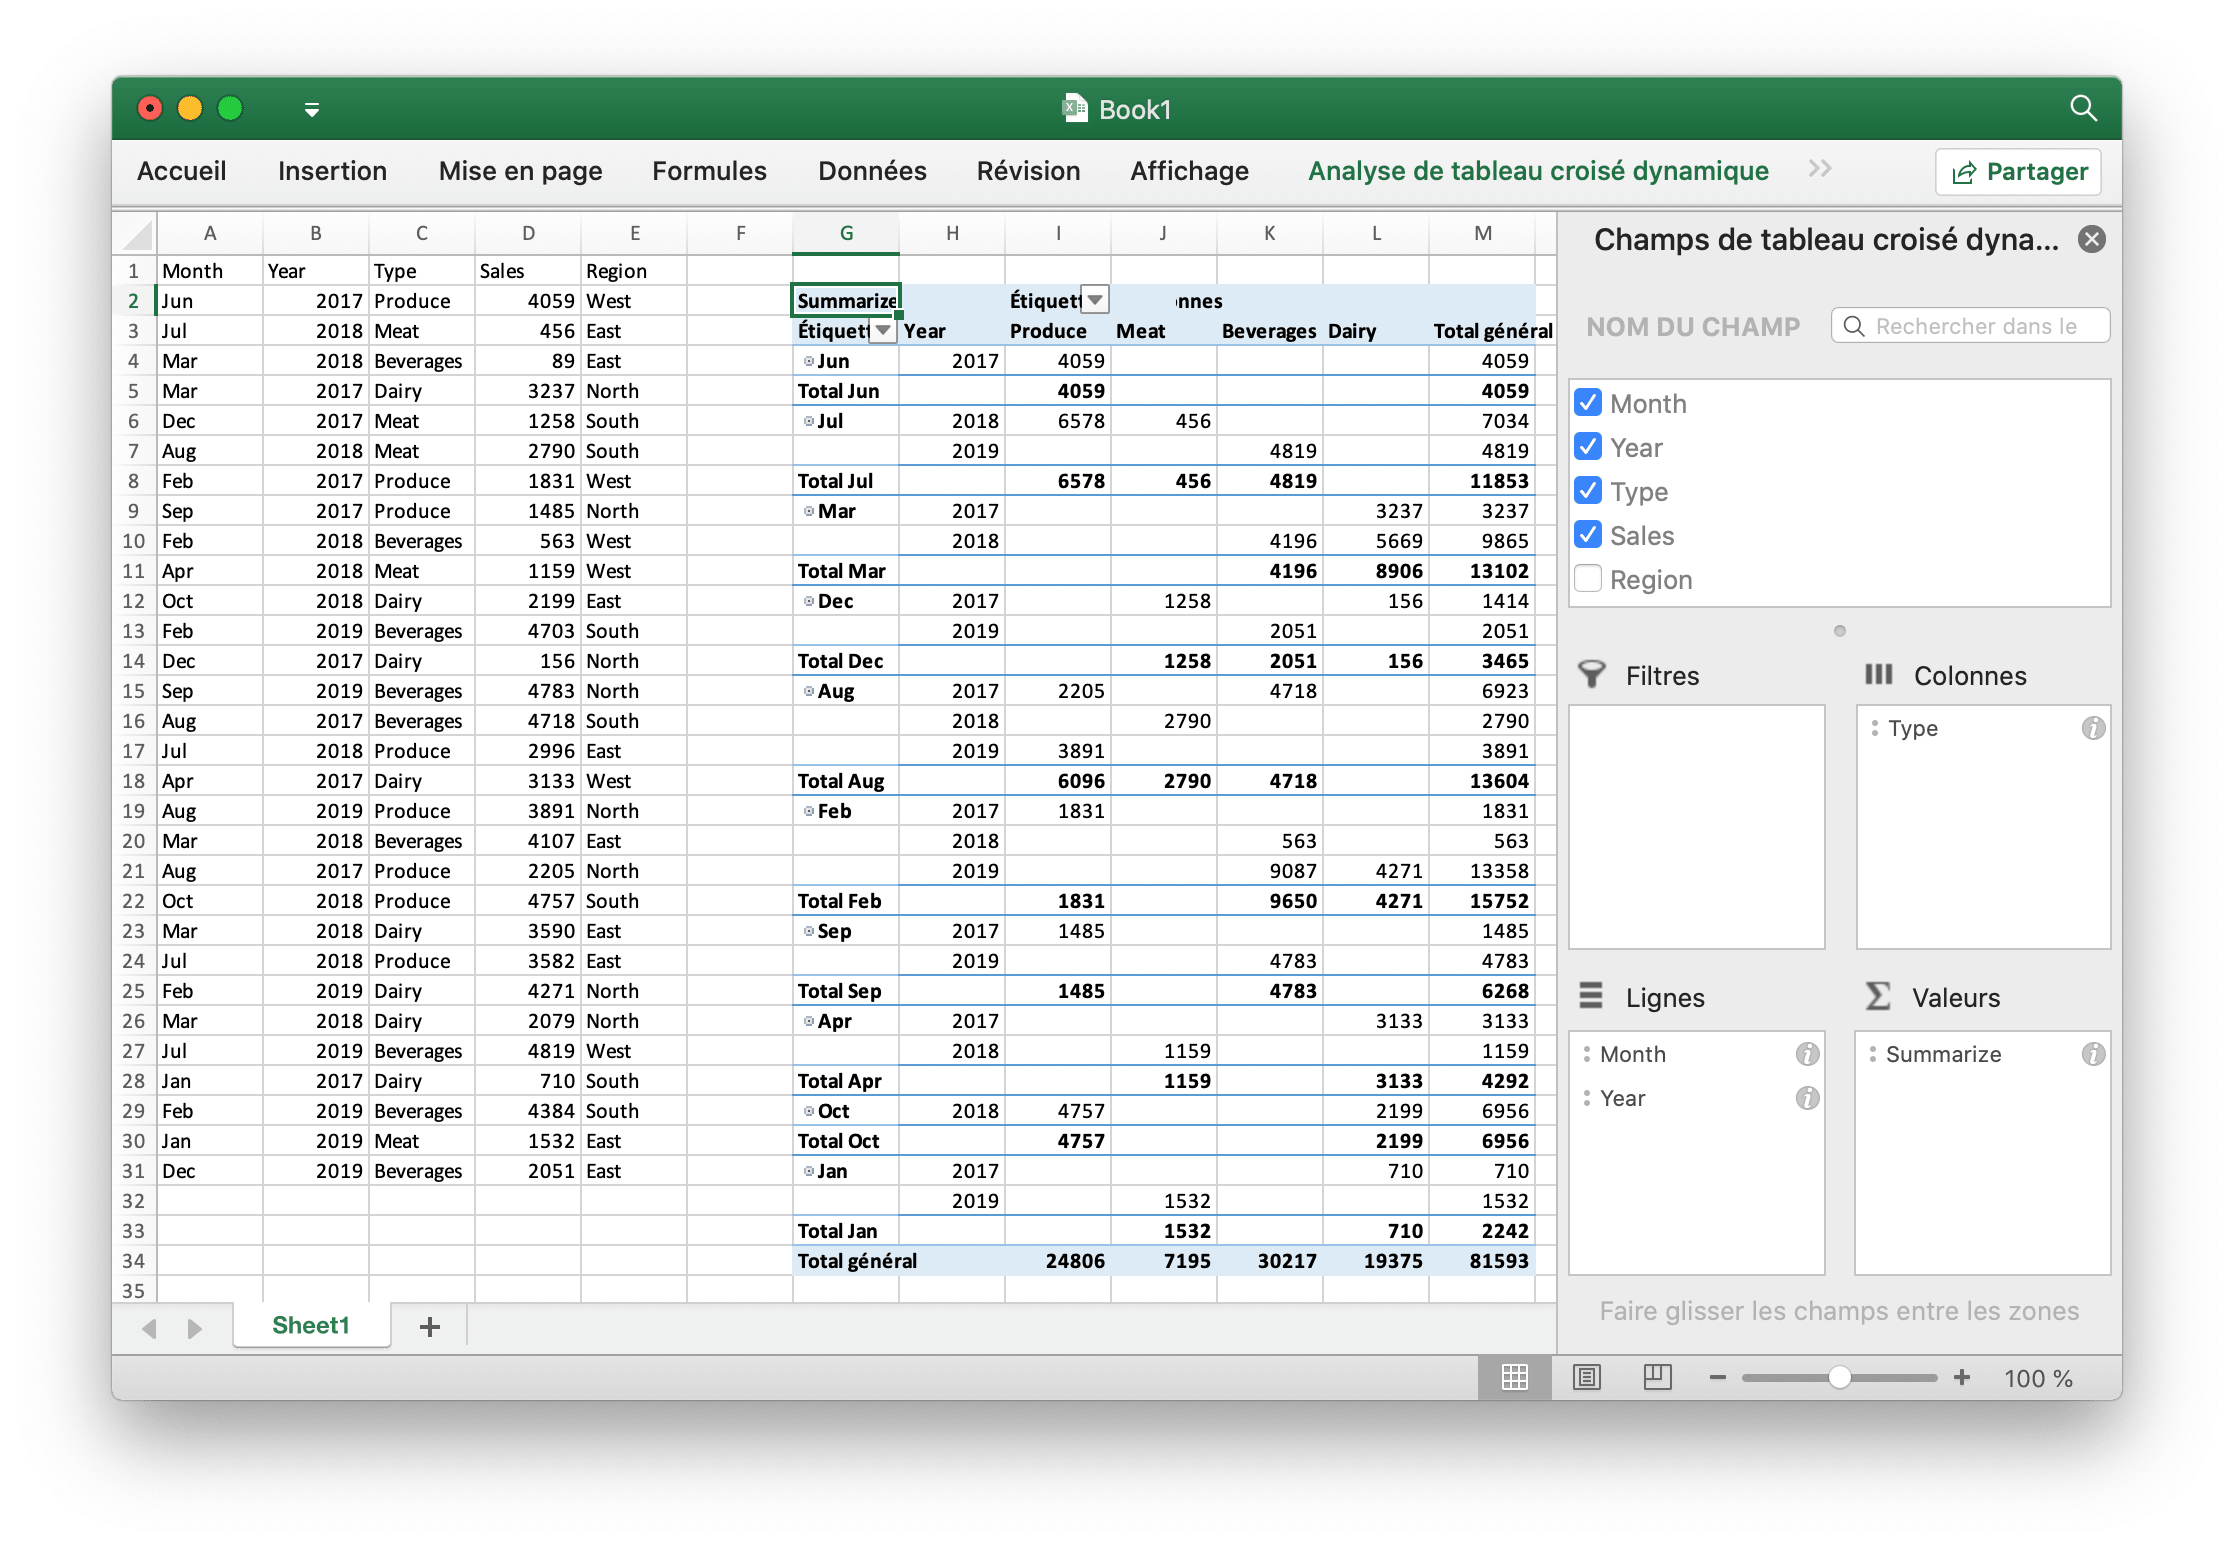 Book1
Accueil Insertion Mise en page Formules Données Révision Affichage Analyse de tableau croisé dynamique Partager
A B C D E F G H I J K L M
1 Month Year Type Sales Region
2 Jun 2017 Produce 4059 West Summarize Étiquett onnes
3 Jul 2018 Meat 456 East Étiquett Year Produce Meat Beverages Dairy Total général
4 Mar 2018 Beverages 89 East Jun 2017 4059 4059
5 Mar 2017 Dairy 3237 North Total Jun 4059 4059
6 Dec 2017 Meat 1258 South Jul 2018 6578 456 7034
7 Aug 2018 Meat 2790 South 2019 4819 4819
8 Feb 2017 Produce 1831 West Total Jul 6578 456 4819 11853
9 Sep 2017 Produce 1485 North Mar 2017 3237 3237
10 Feb 2018 Beverages 563 West 2018 4196 5669 9865
11 Apr 2018 Meat 1159 West Total Mar 4196 8906 13102
12 Oct 2018 Dairy 2199 East Dec 2017 1258 156 1414
13 Feb 2019 Beverages 4703 South 2019 2051 2051
14 Dec 2017 Dairy 156 North Total Dec 1258 2051 156 3465
15 Sep 2019 Beverages 4783 North Aug 2017 2205 4718 6923
16 Aug 2017 Beverages 4718 South 2018 2790 2790
17 Jul 2018 Produce 2996 East 2019 3891 3891
18 Apr 2017 Dairy 3133 West Total Aug 6096 2790 4718 13604
19 Aug 2019 Produce 3891 North Feb 2017 1831 1831
20 Mar 2018 Beverages 4107 East 2018 563 563
21 Aug 2017 Produce 2205 North 2019 9087 4271 13358
22 Oct 2018 Produce 4757 South Total Feb 1831 9650 4271 15752
23 Mar 2018 Dairy 3590 East Sep 2017 1485 1485
24 Jul 2018 Produce 3582 East 2019 4783 4783
25 Feb 2019 Dairy 4271 North Total Sep 1485 4783 6268
26 Mar 2018 Dairy 2079 North Apr 2017 3133 3133
27 Jul 2019 Beverages 4819 West 2018 1159 1159
28 Jan 2017 Dairy 710 South Total Apr 1159 3133 4292
29 Feb 2019 Beverages 4384 South Oct 2018 4757 2199 6956
30 Jan 2019 Meat 1532 East Total Oct 4757 2199 6956
31 Dec 2019 Beverages 2051 East Jan 2017 710 710
32 2019 1532 1532
33 Total Jan 1532 710 2242
34 Total général 24806 7195 30217 19375 81593
35
Champs de tableau croisé dyna...
NOM DU CHAMP Rechercher dans le
Month
Year
Type
Sales
Region
Filtres Colonnes
Type
Lignes Valeurs
Month Summarize
Year
Faire glisser les champs entre les zones
Sheet1
100 %